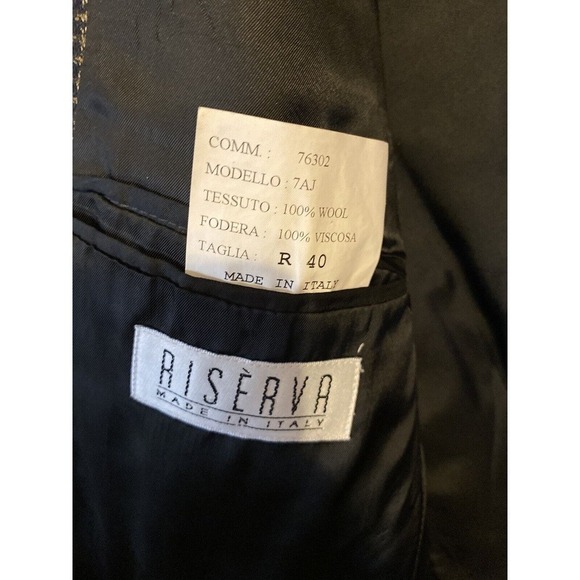 COMM. : 76302
MODELLO : 7AJ
TESSUTO : 100% WOOL
FODERA : 100% VISCOSA
TAGLIA : R 40
MADE IN ITALY
RISÈRVA
MADE IN ITALY